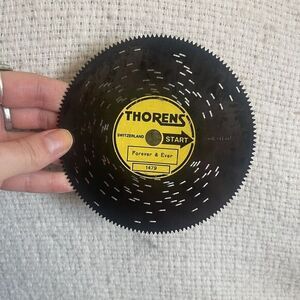 THORENS
SWITZERLAND
START
Forever & Ever
1479